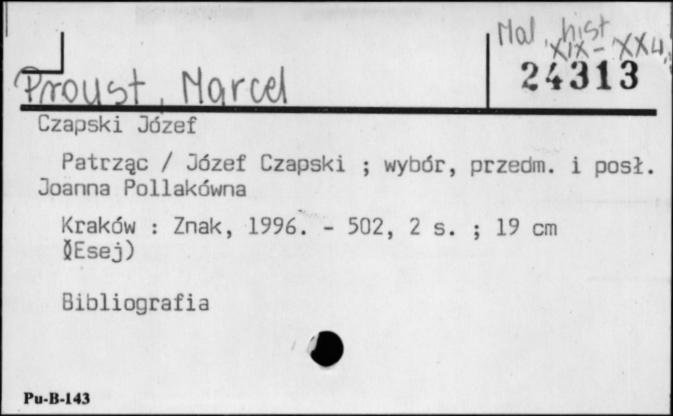 Mal hist
XIX - XX w.
24313
Proust, Marcel
Czapski Józef
Patrząc / Józef Czapski ; wybór, przedm. i posł.
Joanna Pollakówna
Kraków : Znak, 1996. - 502, 2 s. ; 19 cm
(Esej)
Bibliografia
Pu-B-143